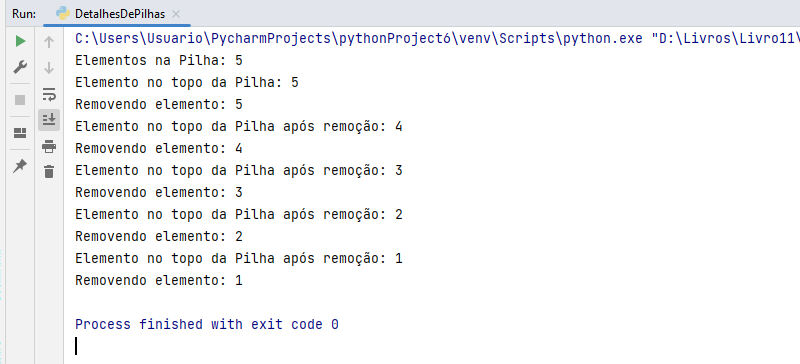 Run: DetalhesDePilhas
C:\Users\Usuario\PycharmProjects\pythonProject6\venv\Scripts\python.exe "D:\Livros\Livro11\
Elementos na Pilha: 5
Elemento no topo da Pilha: 5
Removendo elemento: 5
Elemento no topo da Pilha após remoção: 4
Removendo elemento: 4
Elemento no topo da Pilha após remoção: 3
Removendo elemento: 3
Elemento no topo da Pilha após remoção: 2
Removendo elemento: 2
Elemento no topo da Pilha após remoção: 1
Removendo elemento: 1
Process finished with exit code 0